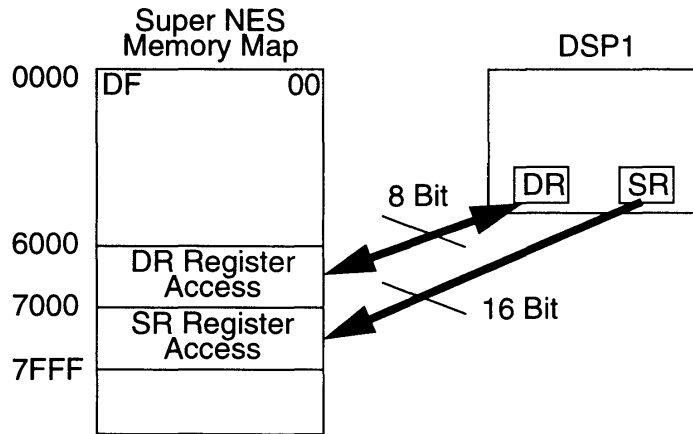 Super NES
Memory Map
DSP1
0000
DF 00
DR SR
8 Bit
6000
DR Register
Access
7000
SR Register
Access
16 Bit
7FFF